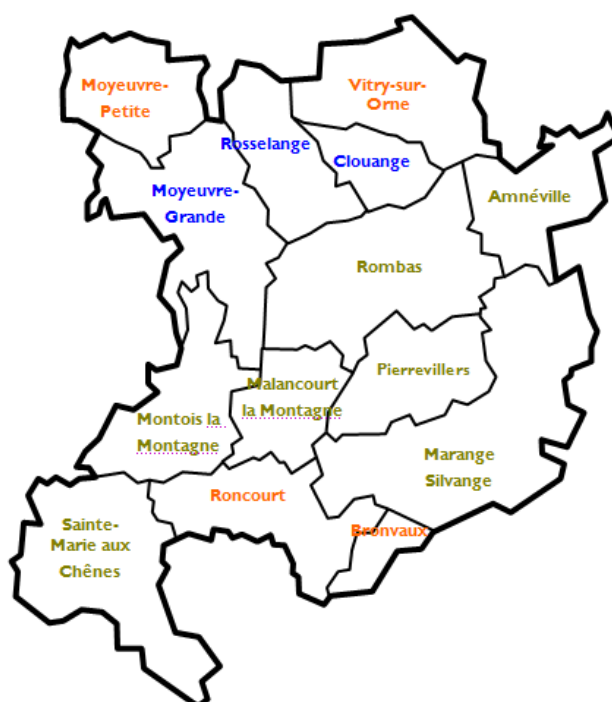 Moyeuvre-
Petite
Vitry-sur-
Orne
Rosselange
Clouange
Moyeuvre-
Grande
Amnéville
Rombas
Pierrevillers
Malancourt
la Montagne
Montois la
Montagne
Marange
Silvange
Roncourt
Bronvaux
Sainte-
Marie aux
Chênes